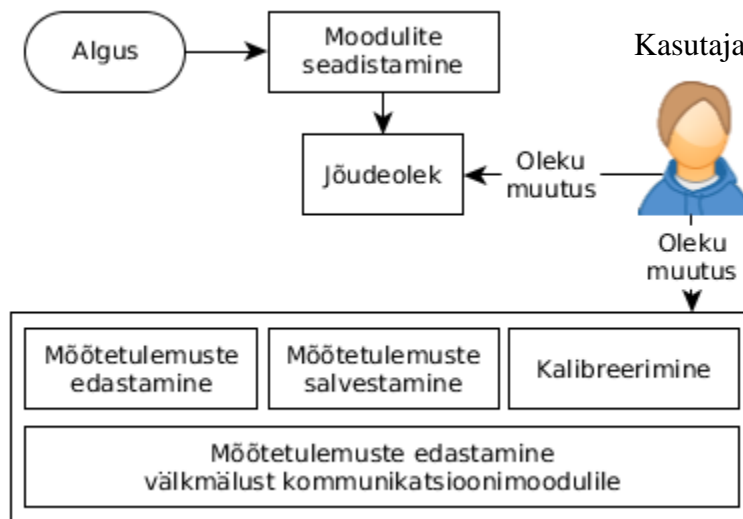 Algus
Moodulite
seadistamine
Kasutaja
Jõudeolek
Oleku
muutus
Oleku
muutus
Mõõtetulemuste
edastamine
Mõõtetulemuste
salvestamine
Kalibreerimine
Mõõtetulemuste edastamine
välkmälust kommunikatsioonimoodulile